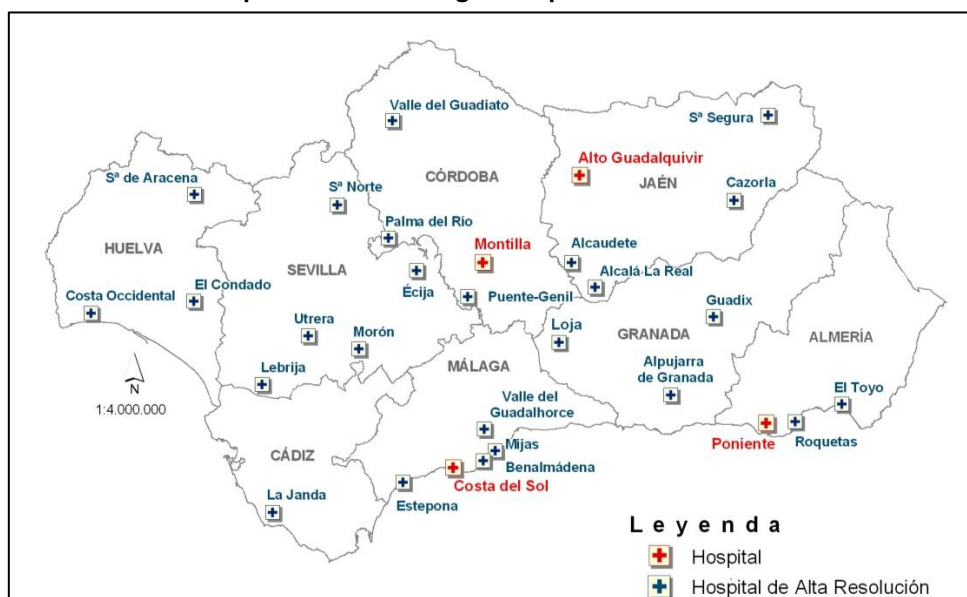 Valle del Guadiato
Sª Segura
Alto Guadalquivir
CÓRDOBA
JAÉN
Sª de Aracena
Sª Norte
Cazorla
Palma del Río
HUELVA
Montilla
Alcaudete
SEVILLA
Alcalá La Real
Écija
El Condado
Costa Occidental
Puente-Genil
Guadix
Utrera
Morón
Loja
GRANADA
ALMERÍA
MÁLAGA
Lebrija
Alpujarra
de Granada
N
1:4.000.000
Valle del
Guadalhorce
El Toyo
Mijas
Poniente
Roquetas
CÁDIZ
Benalmádena
Costa del Sol
La Janda
Estepona
Leyenda
Hospital
Hospital de Alta Resolución